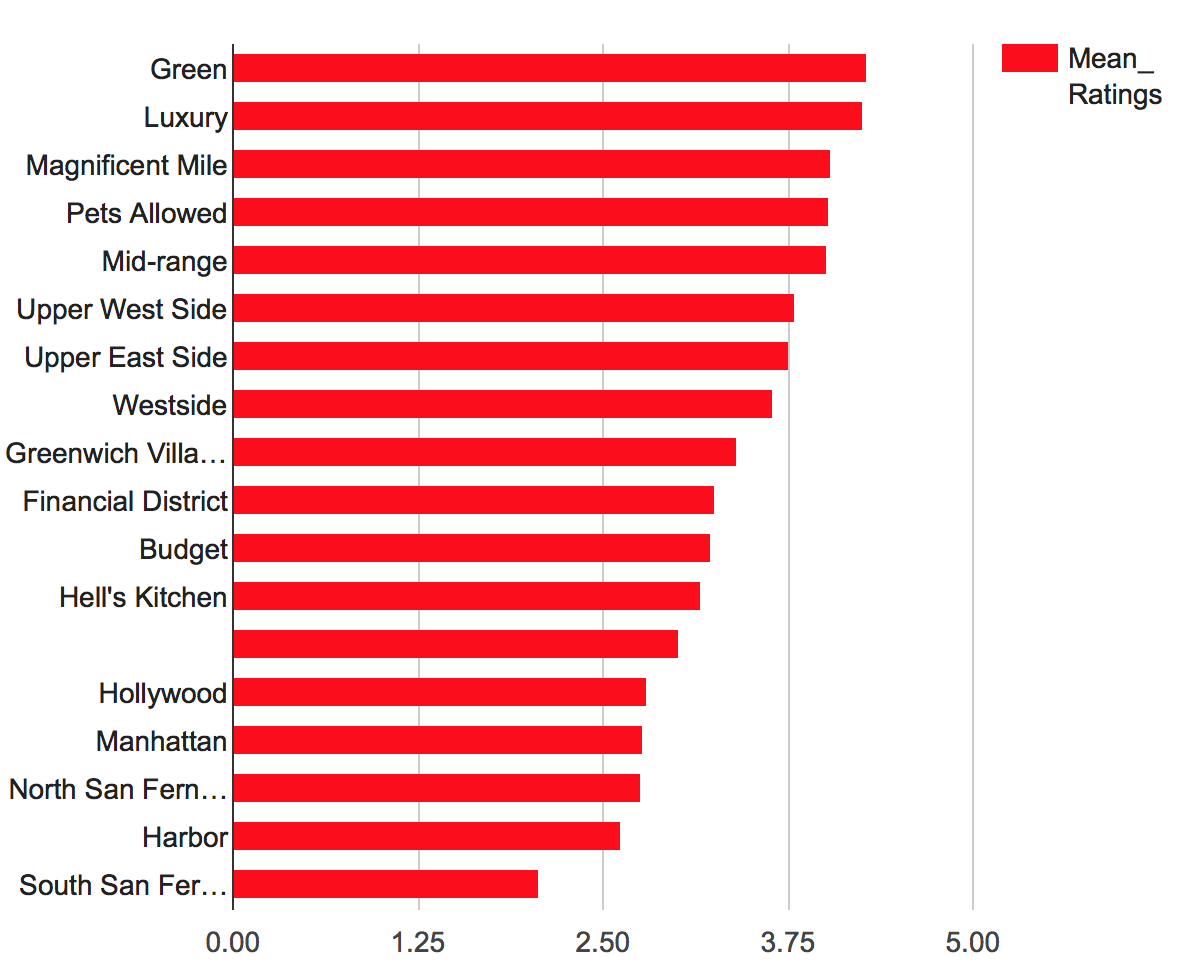 Green
Luxury
Magnificent Mile
Pets Allowed
Mid-range
Upper West Side
Upper East Side
Westside
Greenwich Villa…
Financial District
Budget
Hell's Kitchen
Hollywood
Manhattan
North San Fern…
Harbor
South San Fer…
0.00 1.25 2.50 3.75 5.00
Mean_
Ratings